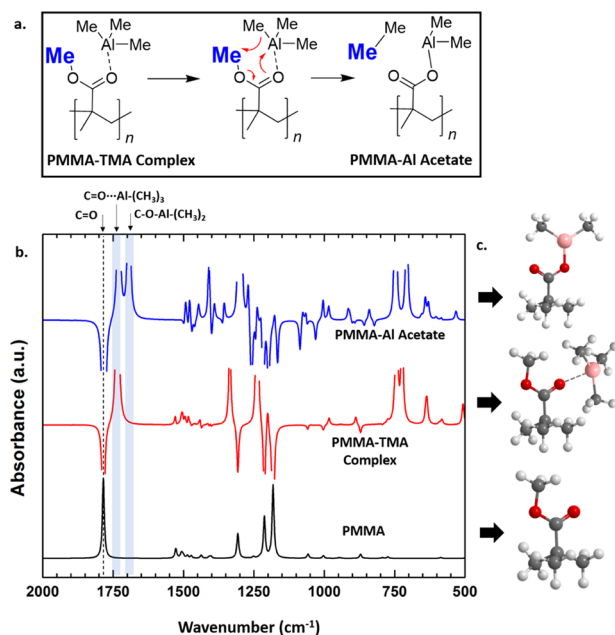 a.
Me
Me
Al
Me
Me
O
O
n
PMMA-TMA Complex
Me
Me
Al
Me
Me
O
O
n
Me
Me
Me
Me
Al
O
O
n
PMMA-Al Acetate
C=O···Al-(CH₃)₃
C=O
C-O-Al-(CH₃)₂
b.
c.
PMMA-Al Acetate
PMMA-TMA
Complex
PMMA
Absorbance (a.u.)
2000 1750 1500 1250 1000 750 500
Wavenumber (cm⁻¹)